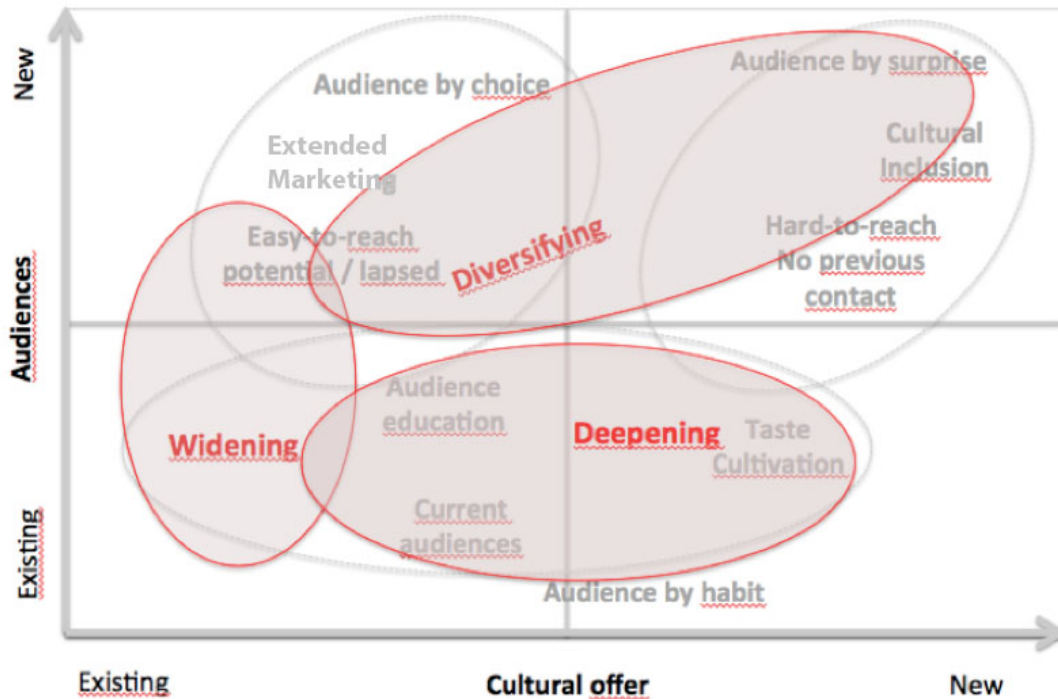 New
Audience by choice
Audience by surprise
Extended
Marketing
Cultural
Inclusion
Easy-to-reach
potential / lapsed
Diversifying
Hard-to-reach
No previous
contact
Audiences
Audience
education
Widening
Deepening
Taste
Cultivation
Current
audiences
Existing
Audience by habit
Existing
Cultural offer
New